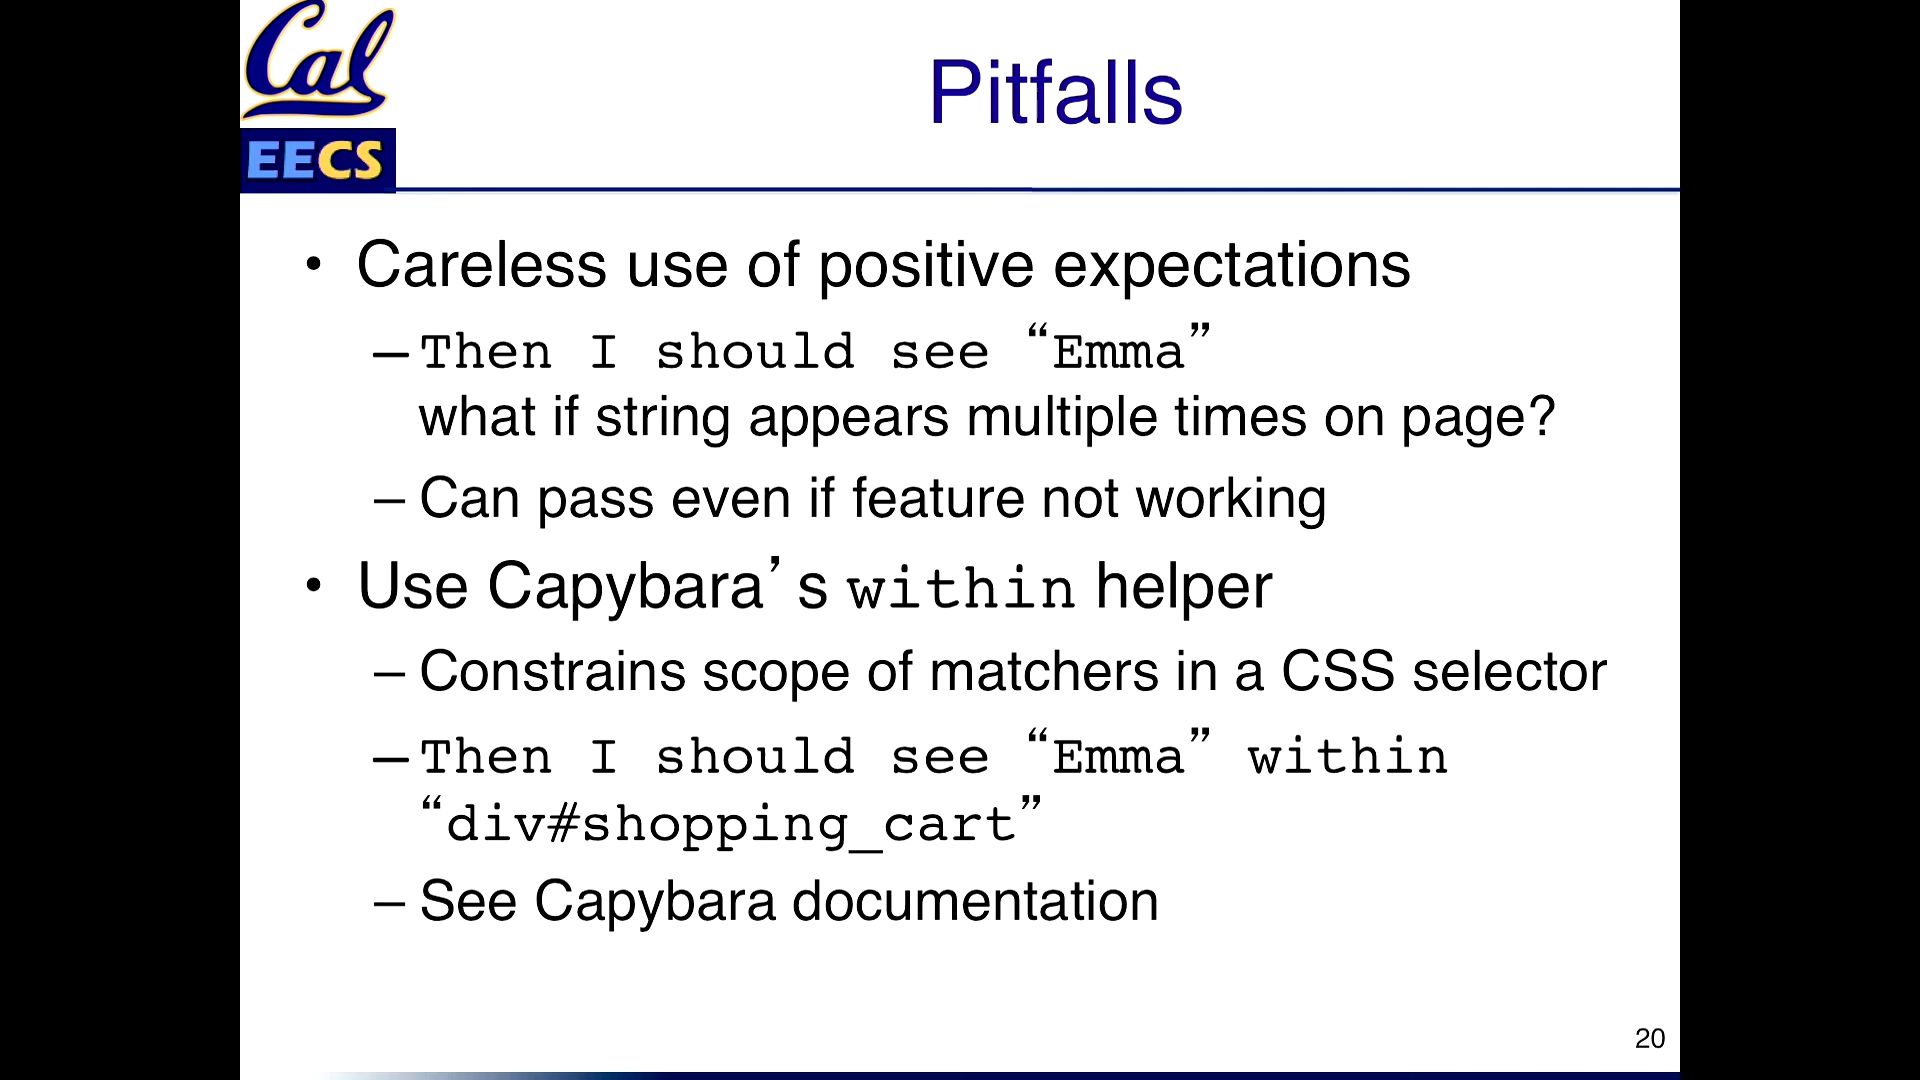 Cal
EECS
Pitfalls
• Careless use of positive expectations
– Then I should see “Emma”
what if string appears multiple times on page?
– Can pass even if feature not working
• Use Capybara’s within helper
– Constrains scope of matchers in a CSS selector
– Then I should see “Emma” within
“div#shopping_cart”
– See Capybara documentation
20